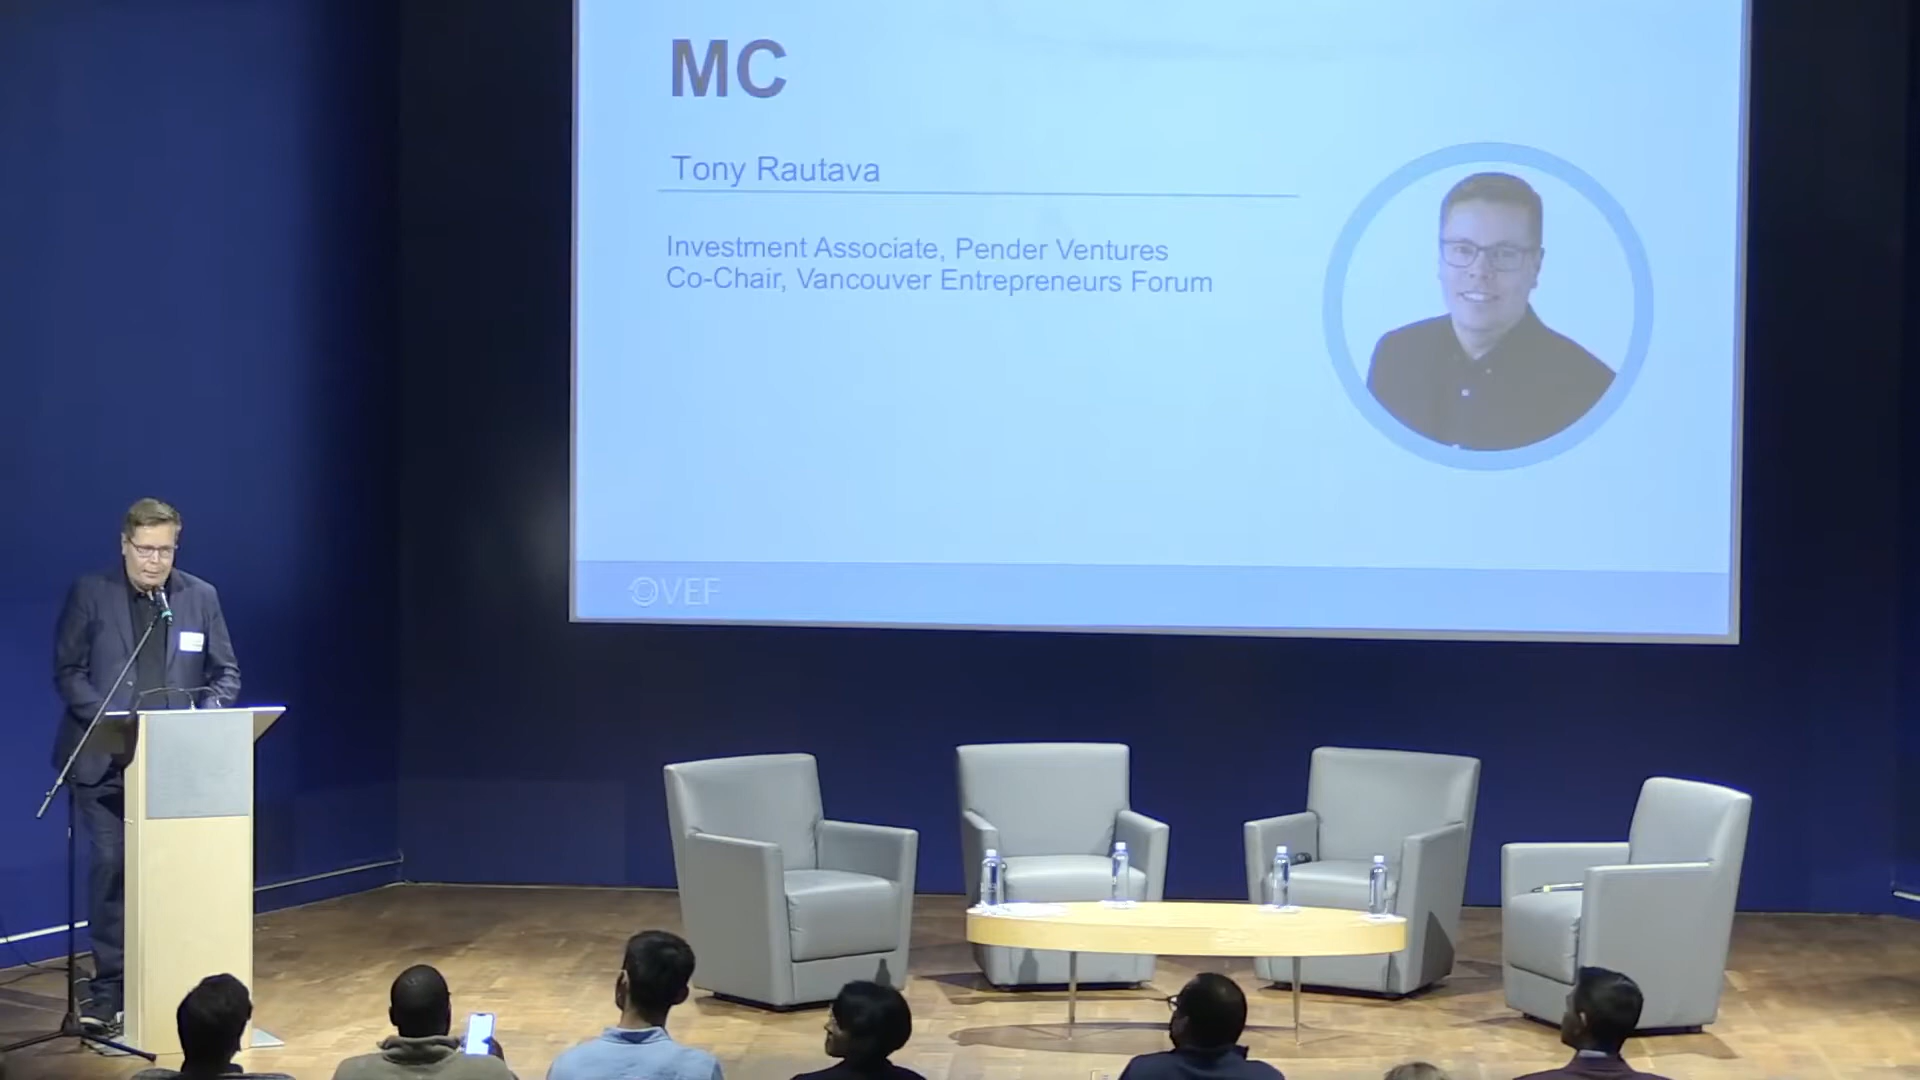 MC
Tony Rautava
Investment Associate, Pender Ventures
Co-Chair, Vancouver Entrepreneurs Forum
VEF